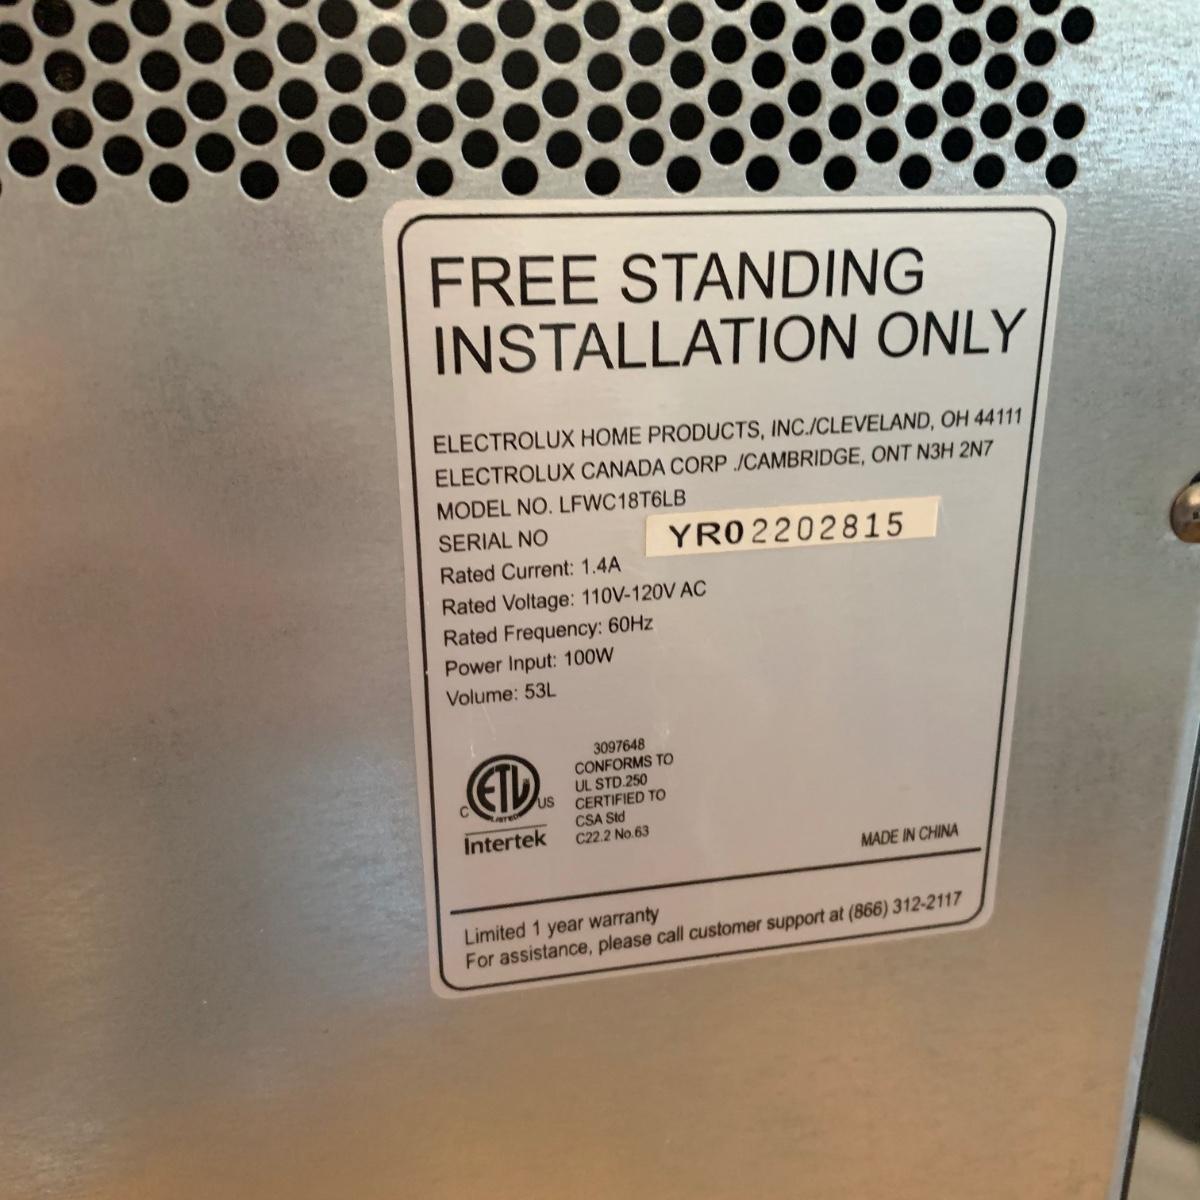 FREE STANDING
INSTALLATION ONLY
ELECTROLUX HOME PRODUCTS, INC./CLEVELAND, OH 44111
ELECTROLUX CANADA CORP ./CAMBRIDGE, ONT N3H 2N7
MODEL NO. LFWC18T6LB
SERIAL NO YR02202815
Rated Current: 1.4A
Rated Voltage: 110V-120V AC
Rated Frequency: 60Hz
Power Input: 100W
Volume: 53L
C ETL LISTED US
Intertek
3097648
CONFORMS TO
UL STD.250
CERTIFIED TO
CSA Std
C22.2 No.63
MADE IN CHINA
Limited 1 year warranty
For assistance, please call customer support at (866) 312-2117